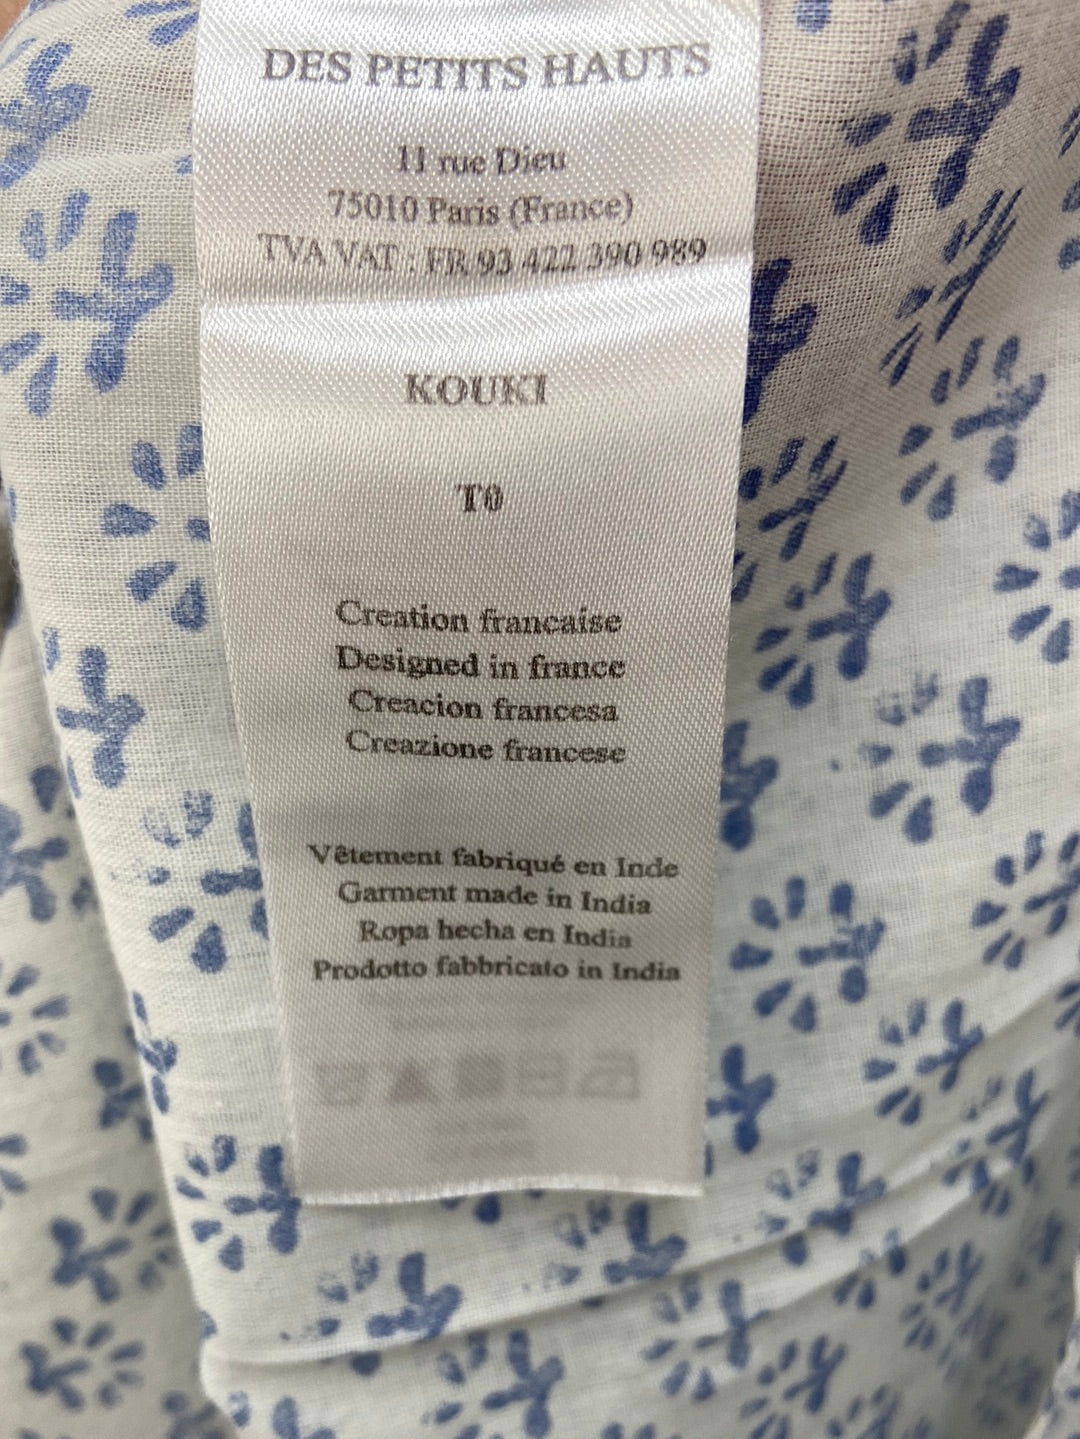 DES PETITS HAUTS
11 rue Dieu
75010 Paris (France)
TVA VAT : FR 93 422 390 989
KOUKI
T0
Creation francaise
Designed in france
Creacion francesa
Creazione francese
Vêtement fabriqué en Inde
Garment made in India
Ropa hecha en India
Prodotto fabbricato in India